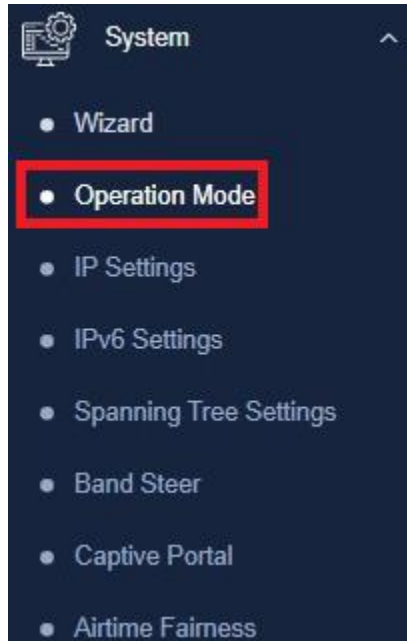 System
Wizard
Operation Mode
IP Settings
IPv6 Settings
Spanning Tree Settings
Band Steer
Captive Portal
Airtime Fairness